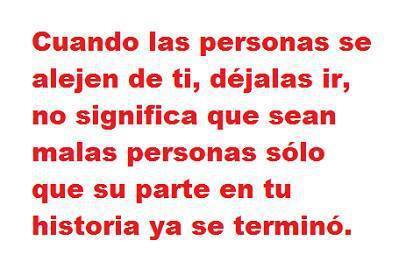 Cuando las personas se
alejen de ti, déjalas ir,
no significa que sean
malas personas sólo
que su parte en tu
historia ya se terminó.